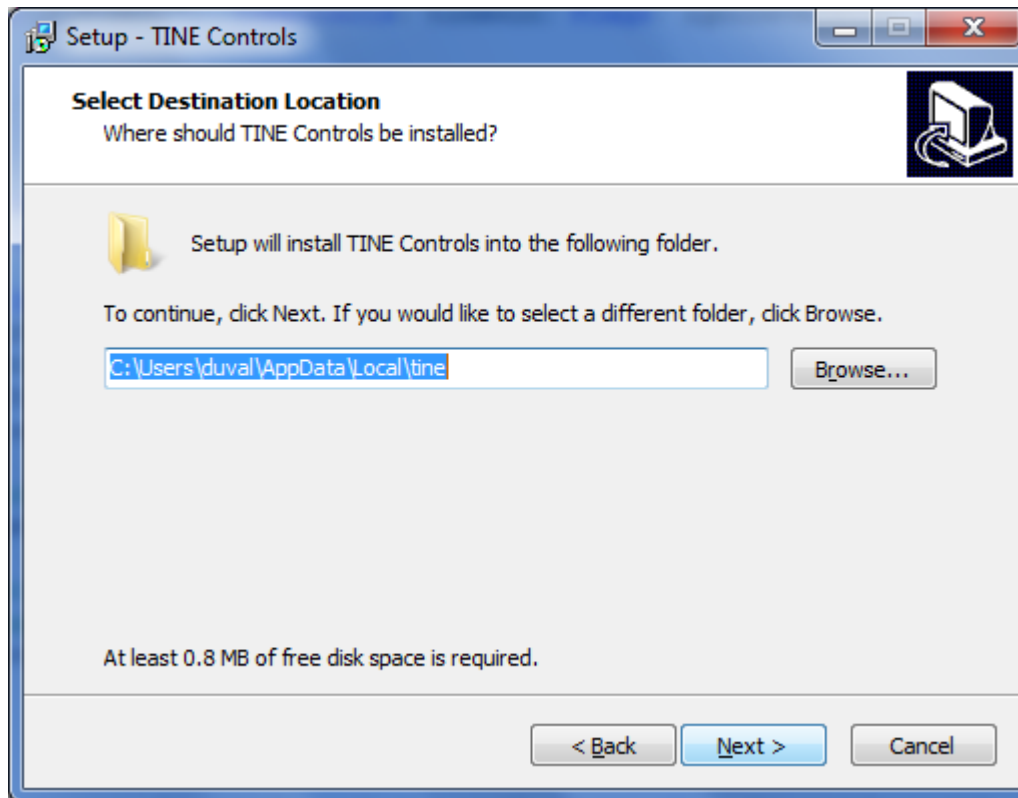 Setup - TINE Controls
Select Destination Location
Where should TINE Controls be installed?
Setup will install TINE Controls into the following folder.
To continue, click Next. If you would like to select a different folder, click Browse.
C:\Users\duval\AppData\Local\tine
Browse...
At least 0.8 MB of free disk space is required.
< Back
Next >
Cancel